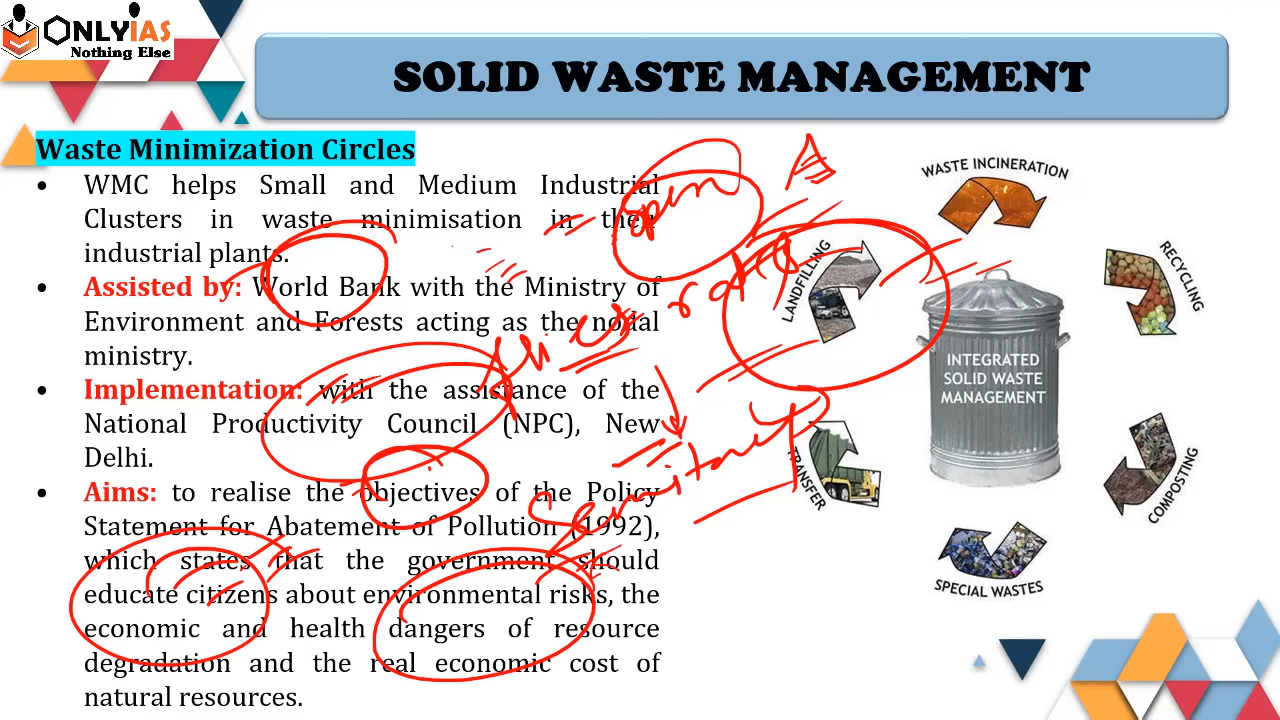 ONLYIAS
Nothing Else
SOLID WASTE MANAGEMENT
Waste Minimization Circles
• WMC helps Small and Medium Industrial
Clusters in waste minimisation in their
industrial plants.
• Assisted by: World Bank with the Ministry of
Environment and Forests acting as the nodal
ministry.
• Implementation: with the assistance of the
National Productivity Council (NPC), New
Delhi.
• Aims: to realise the objectives of the Policy
Statement for Abatement of Pollution (1992),
which states that the government should
educate citizens about environmental risks, the
economic and health dangers of resource
degradation and the real economic cost of
natural resources.
open
Sanitary
WASTE INCINERATION
LANDFILLING
RECYCLING
INTEGRATED
SOLID WASTE
MANAGEMENT
TRANSFER
COMPOSTING
SPECIAL WASTES